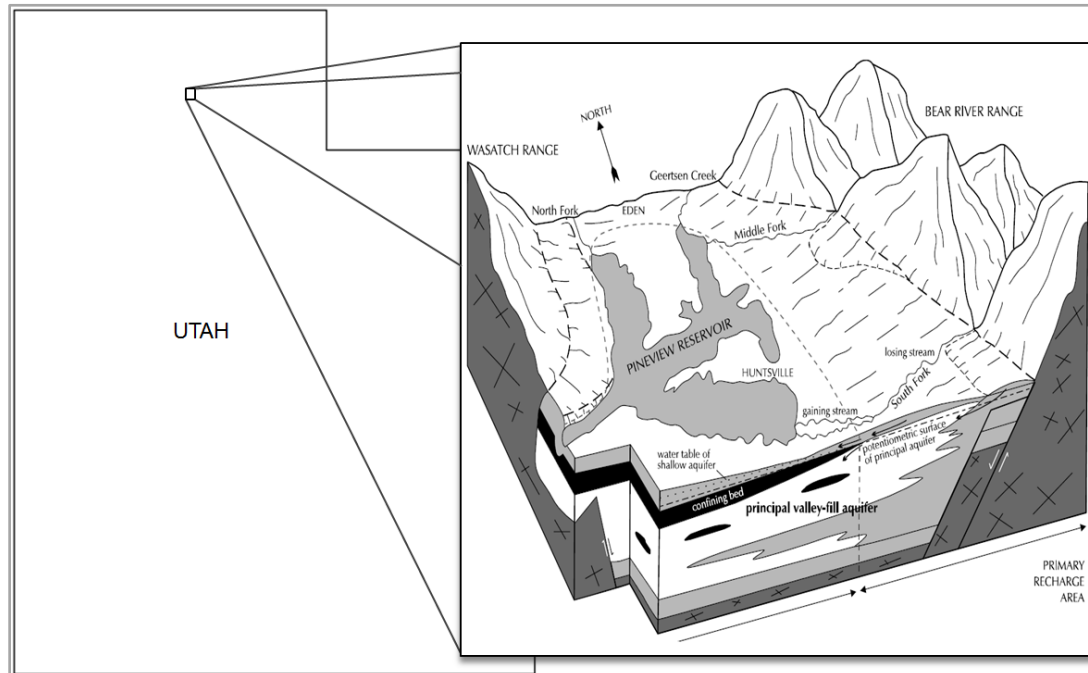 UTAH
NORTH
BEAR RIVER RANGE
WASATCH RANGE
Geertsen Creek
North Fork
EDEN
Middle Fork
PINEVIEW RESERVOIR
losing stream
HUNTSVILLE
South Fork
gaining stream
potentiometric surface
of principal aquifer
water table of
shallow aquifer
confining bed
principal valley-fill aquifer
PRIMARY
RECHARGE
AREA